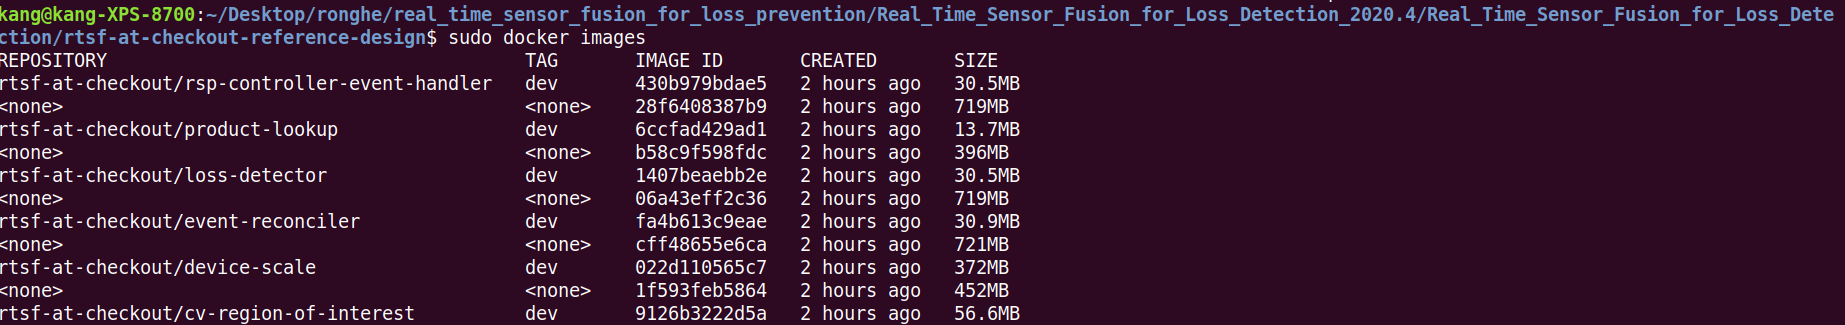 kang@kang-XPS-8700:~/Desktop/ronghe/real_time_sensor_fusion_for_loss_prevention/Real_Time_Sensor_Fusion_for_Loss_Detection_2020.4/Real_Time_Sensor_Fusion_for_Loss_Dete
ction/rtsf-at-checkout-reference-design$ sudo docker images
REPOSITORY TAG IMAGE ID CREATED SIZE
rtsf-at-checkout/rsp-controller-event-handler dev 430b979bdae5 2 hours ago 30.5MB
<none> <none> 28f6408387b9 2 hours ago 719MB
rtsf-at-checkout/product-lookup dev 6ccfad429ad1 2 hours ago 13.7MB
<none> <none> b58c9f598fdc 2 hours ago 396MB
rtsf-at-checkout/loss-detector dev 1407beaebb2e 2 hours ago 30.5MB
<none> <none> 06a43eff2c36 2 hours ago 719MB
rtsf-at-checkout/event-reconciler dev fa4b613c9eae 2 hours ago 30.9MB
<none> <none> cff48655e6ca 2 hours ago 721MB
rtsf-at-checkout/device-scale dev 022d110565c7 2 hours ago 372MB
<none> <none> 1f593feb5864 2 hours ago 452MB
rtsf-at-checkout/cv-region-of-interest dev 9126b3222d5a 2 hours ago 56.6MB